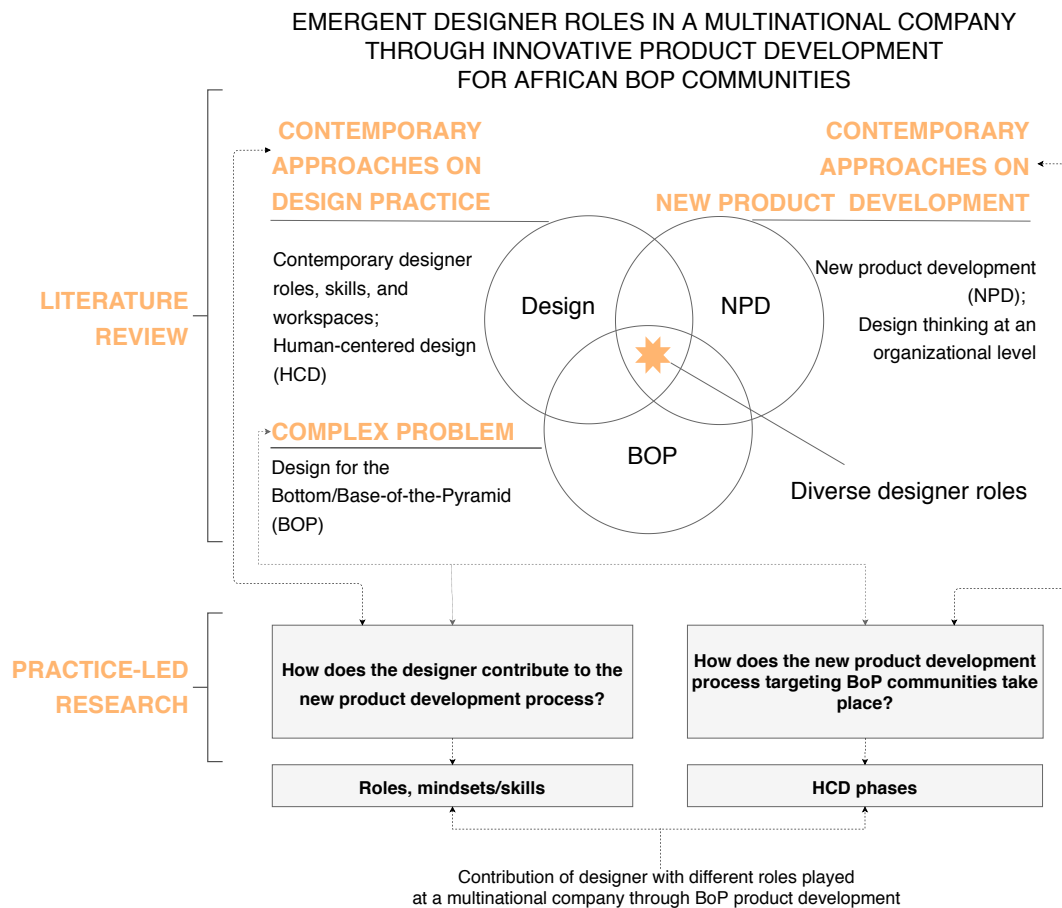 EMERGENT DESIGNER ROLES IN A MULTINATIONAL COMPANY
THROUGH INNOVATIVE PRODUCT DEVELOPMENT
FOR AFRICAN BOP COMMUNITIES
LITERATURE
REVIEW
CONTEMPORARY
APPROACHES ON
DESIGN PRACTICE
Contemporary designer
roles, skills, and
workspaces;
Human-centered design
(HCD)
CONTEMPORARY
APPROACHES ON
NEW PRODUCT DEVELOPMENT
New product development
(NPD);
Design thinking at an
organizational level
Design
NPD
BOP
Diverse designer roles
COMPLEX PROBLEM
Design for the
Bottom/Base-of-the-Pyramid
(BOP)
PRACTICE-LED
RESEARCH
How does the designer contribute to the
new product development process?
How does the new product development
process targeting BoP communities take
place?
Roles, mindsets/skills
HCD phases
Contribution of designer with different roles played
at a multinational company through BoP product development